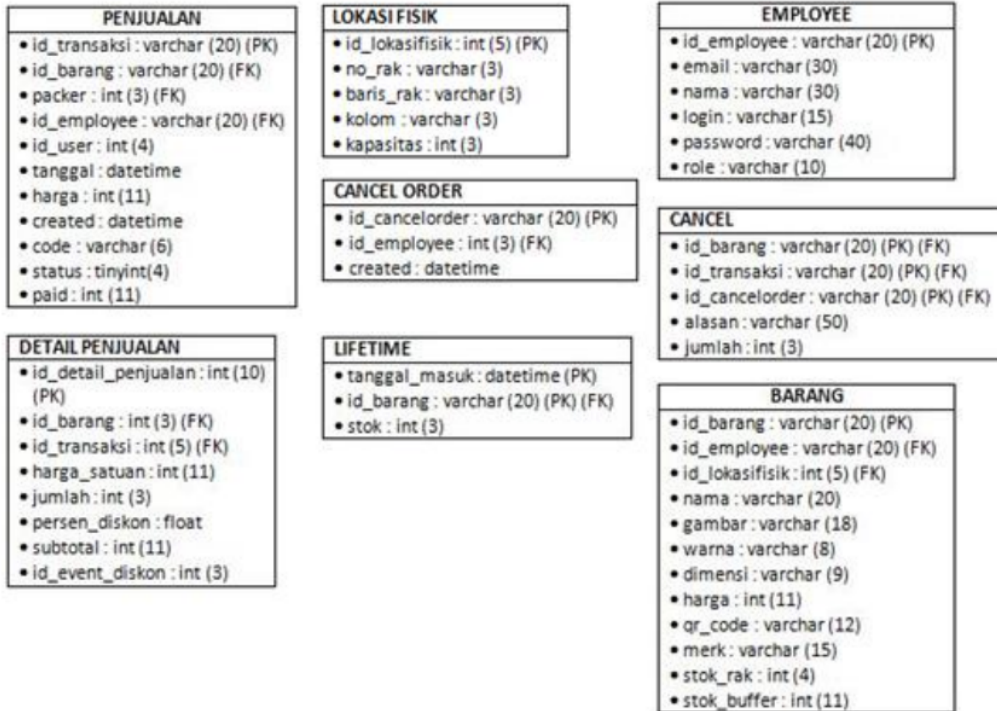 PENJUALAN
• id_transaksi : varchar (20) (PK)
• id_barang : varchar (20) (FK)
• packer : int (3) (FK)
• id_employee : varchar (20) (FK)
• id_user : int (4)
• tanggal : datetime
• harga : int (11)
• created : datetime
• code : varchar (6)
• status : tinyint(4)
• paid : int (11)
DETAIL PENJUALAN
• id_detail_penjualan : int (10)
(PK)
• id_barang : int (3) (FK)
• id_transaksi : int (5) (FK)
• harga_satuan : int (11)
• jumlah : int (3)
• persen_diskon : float
• subtotal : int (11)
• id_event_diskon : int (3)
LOKASI FISIK
• id_lokasifisik : int (5) (PK)
• no_rak : varchar (3)
• baris_rak : varchar (3)
• kolom : varchar (3)
• kapasitas : int (3)
CANCEL ORDER
• id_cancelorder : varchar (20) (PK)
• id_employee : int (3) (FK)
• created : datetime
LIFETIME
• tanggal_masuk : datetime (PK)
• id_barang : varchar (20) (PK) (FK)
• stok : int (3)
EMPLOYEE
• id_employee : varchar (20) (PK)
• email : varchar (30)
• nama : varchar (30)
• login : varchar (15)
• password : varchar (40)
• role : varchar (10)
CANCEL
• id_barang : varchar (20) (PK) (FK)
• id_transaksi : varchar (20) (PK) (FK)
• id_cancelorder : varchar (20) (PK) (FK)
• alasan : varchar (50)
• jumlah : int (3)
BARANG
• id_barang : varchar (20) (PK)
• id_employee : varchar (20) (FK)
• id_lokasifisik : int (5) (FK)
• nama : varchar (20)
• gambar : varchar (18)
• warna : varchar (8)
• dimensi : varchar (9)
• harga : int (11)
• qr_code : varchar (12)
• merk : varchar (15)
• stok_rak : int (4)
• stok_buffer : int (11)